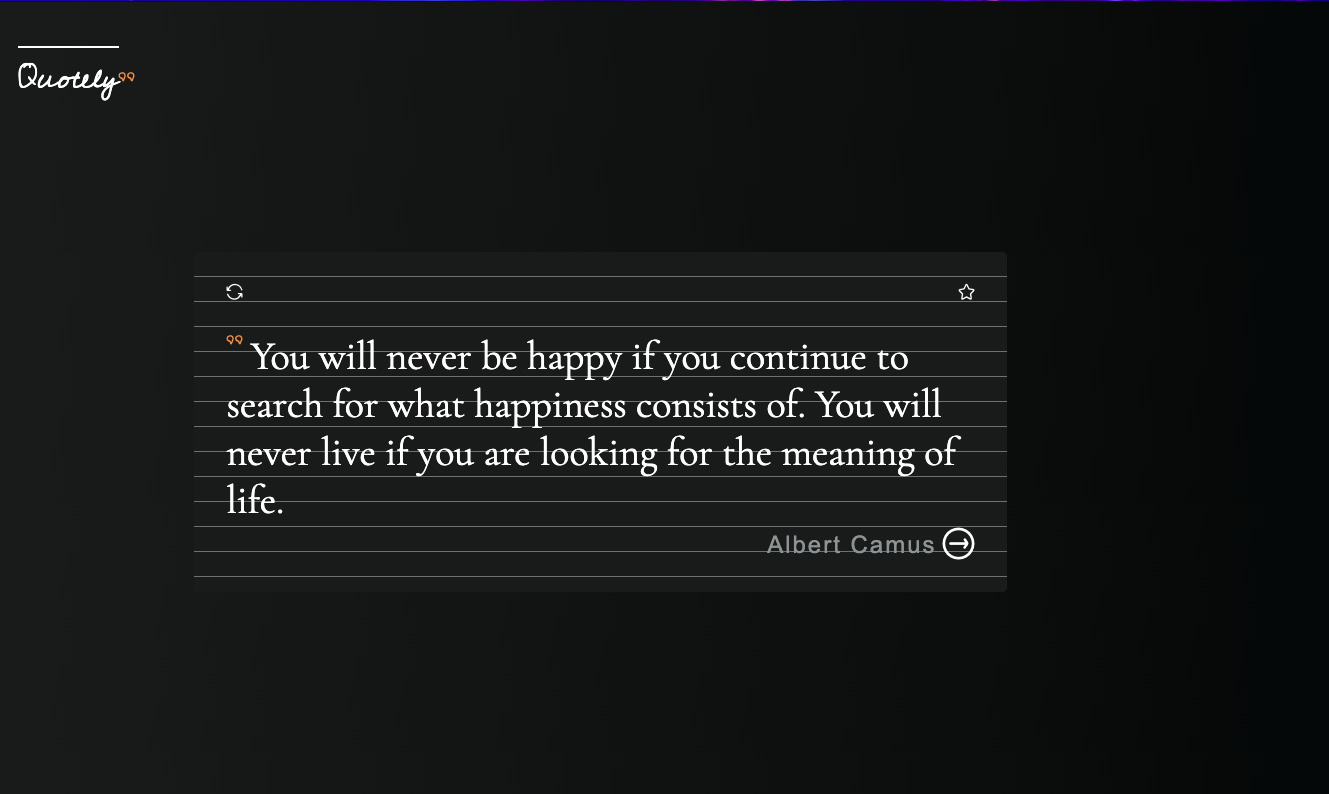 Quotely”
” You will never be happy if you continue to
search for what happiness consists of. You will
never live if you are looking for the meaning of
life.
Albert Camus